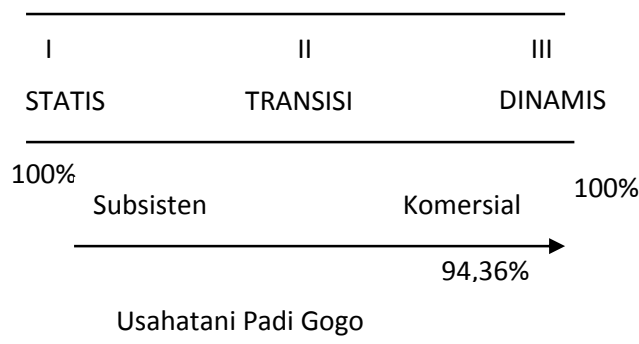 I II III
STATIS TRANSISI DINAMIS
100% 100%
Subsisten Komersial
94,36%
Usahatani Padi Gogo